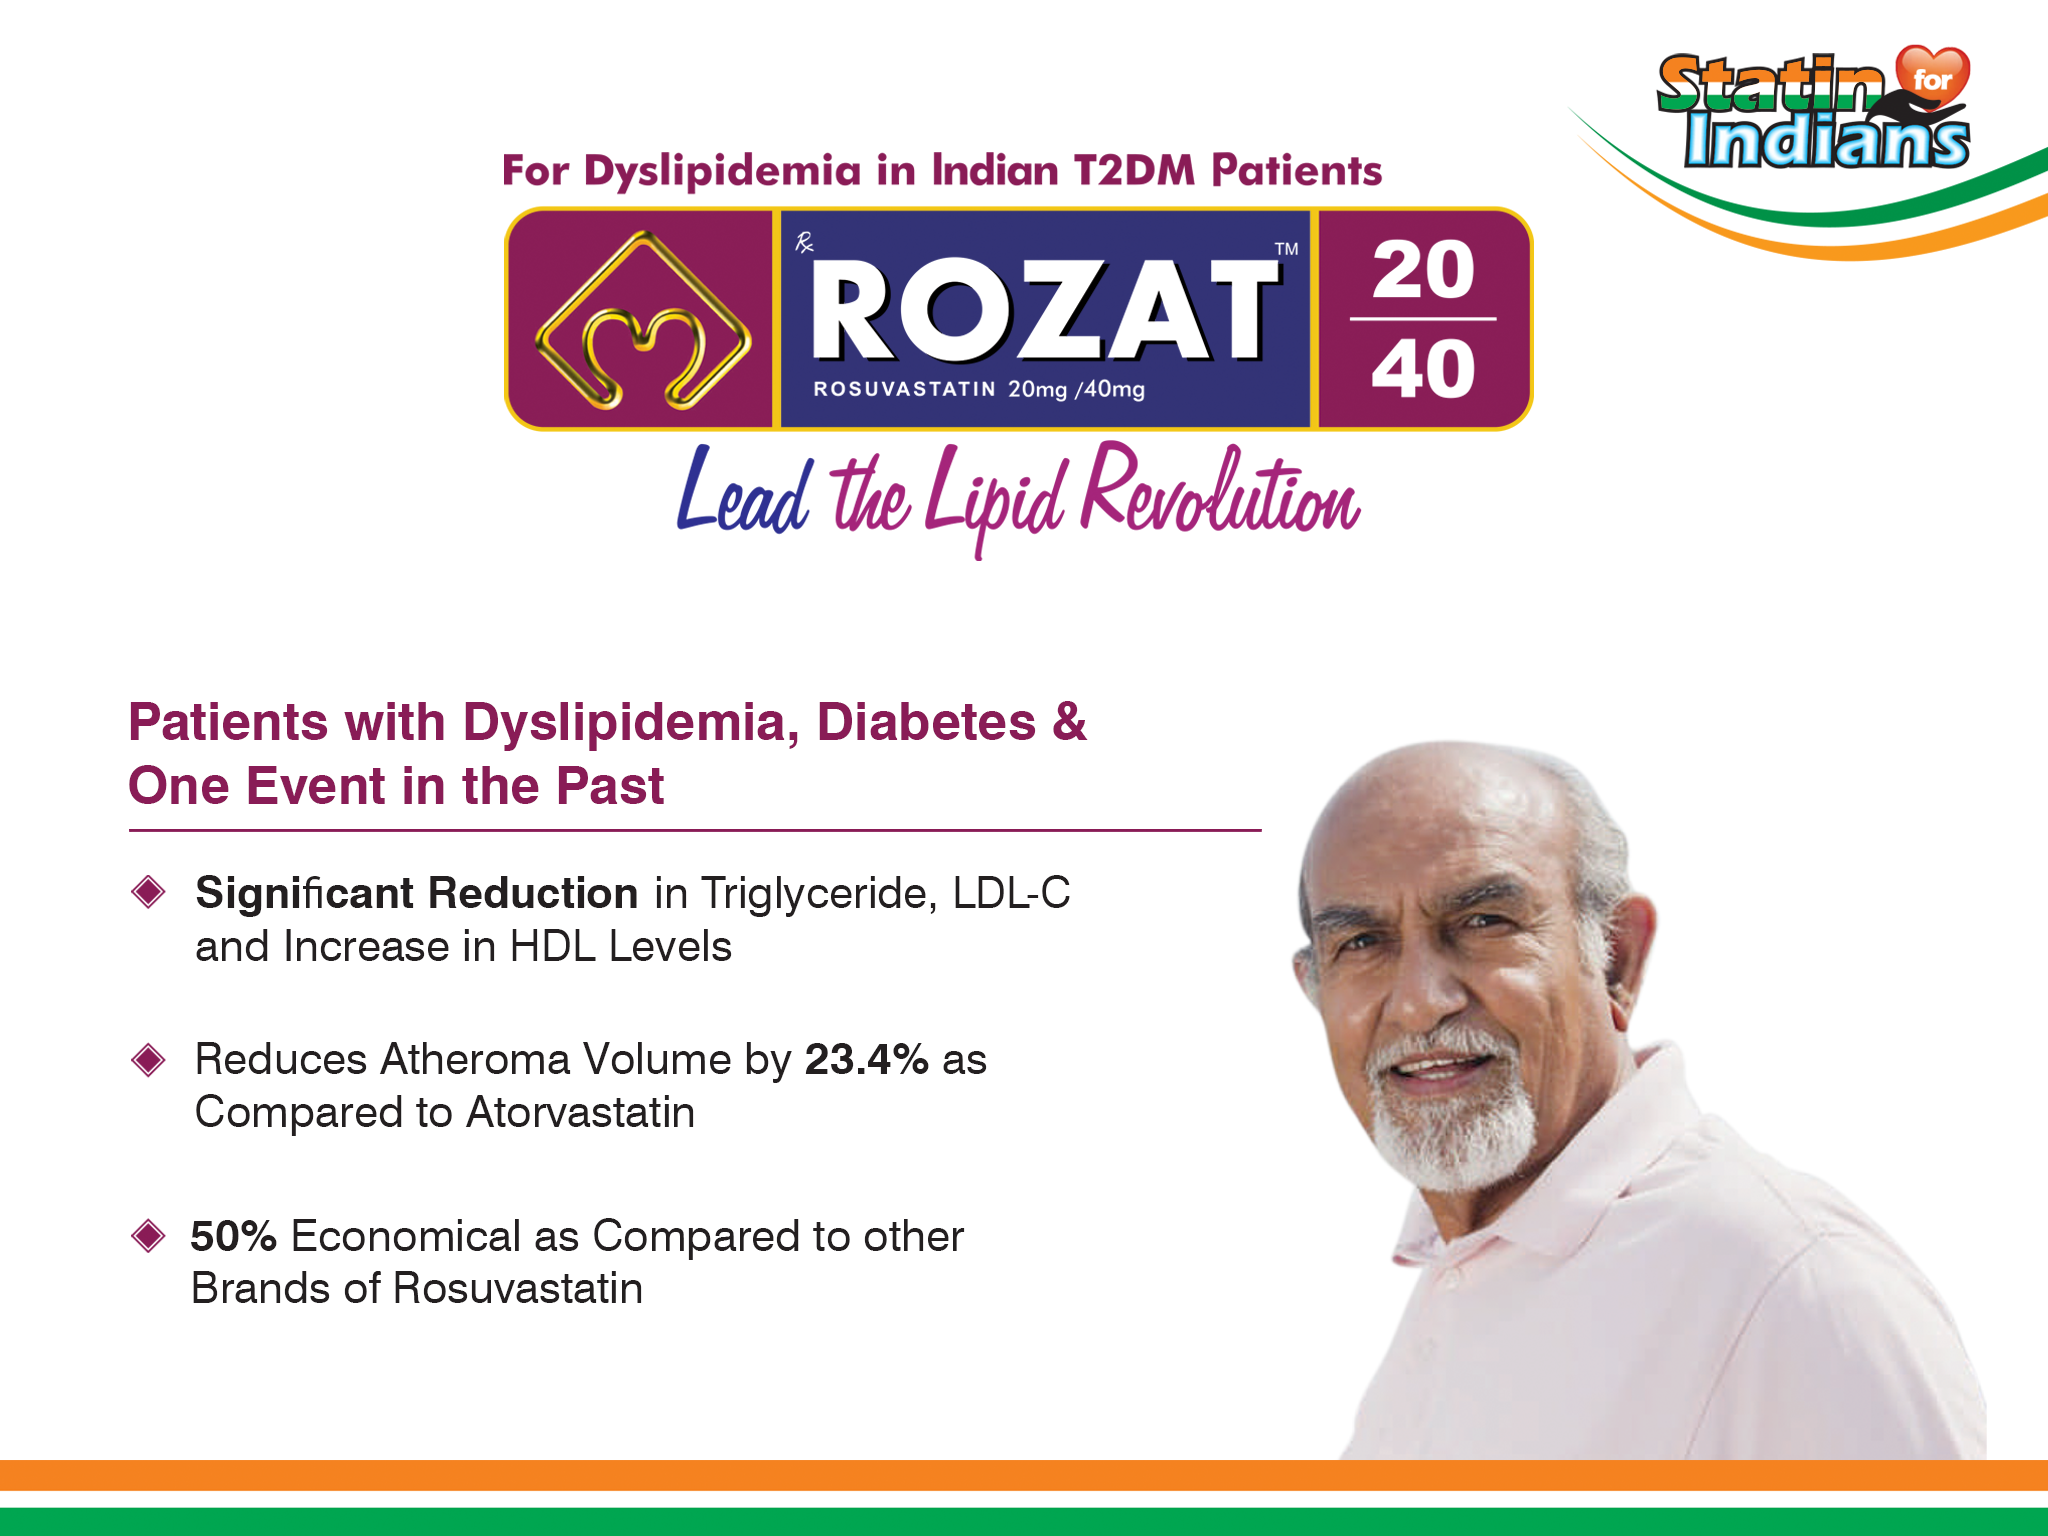 Statin for
Indians
For Dyslipidemia in Indian T2DM Patients
Rx ROZAT™
ROSUVASTATIN 20mg /40mg
20
40
Lead the Lipid Revolution
Patients with Dyslipidemia, Diabetes &
One Event in the Past
Significant Reduction in Triglyceride, LDL-C
and Increase in HDL Levels
Reduces Atheroma Volume by 23.4% as
Compared to Atorvastatin
50% Economical as Compared to other
Brands of Rosuvastatin